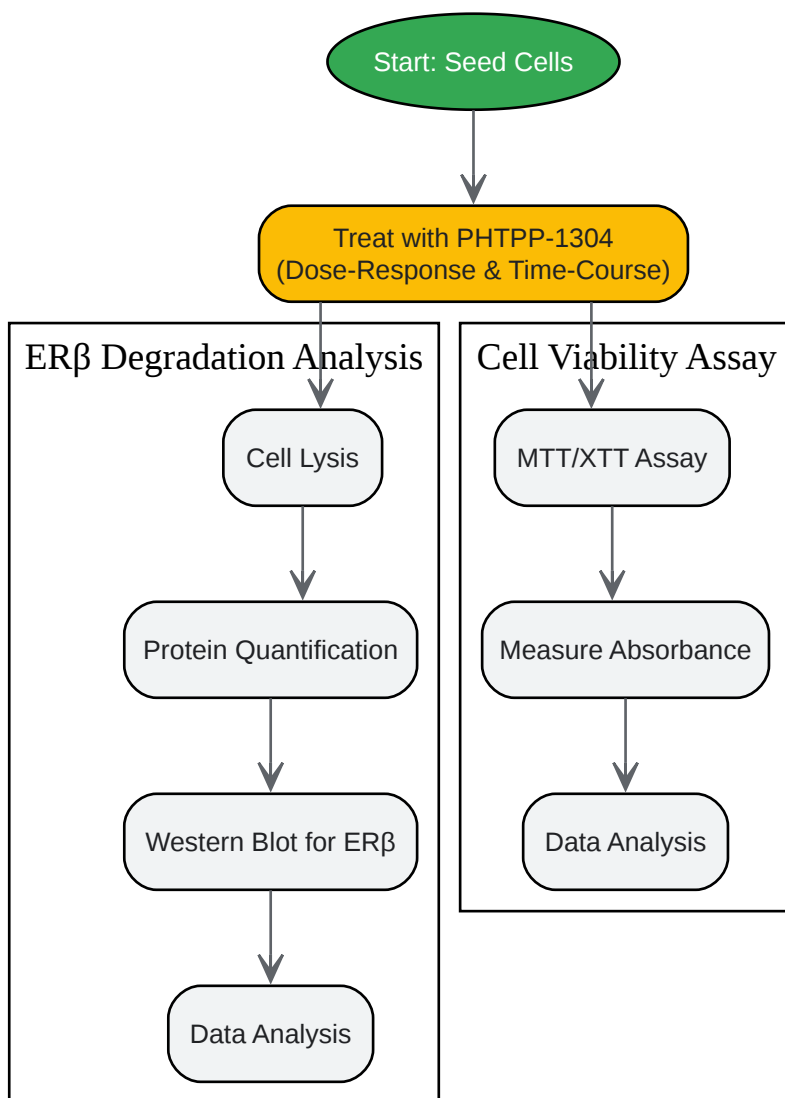 Start: Seed Cells
Treat with PHTPP-1304
(Dose-Response & Time-Course)
ERβ Degradation Analysis
Cell Lysis
Protein Quantification
Western Blot for ERβ
Data Analysis
Cell Viability Assay
MTT/XTT Assay
Measure Absorbance
Data Analysis